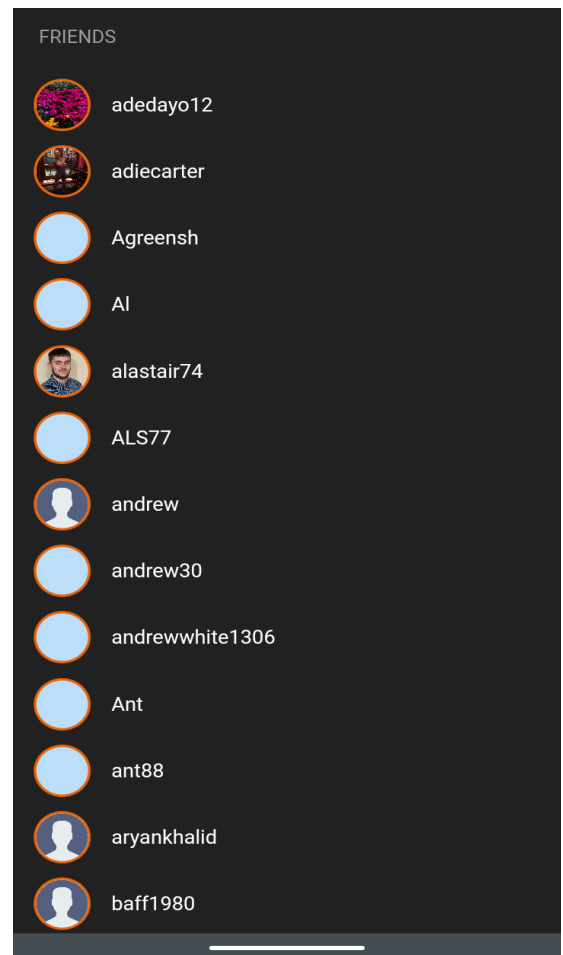 FRIENDS
adedayo12
adiecarter
Agreensh
Al
alastair74
ALS77
andrew
andrew30
andrewwhite1306
Ant
ant88
aryankhalid
baff1980